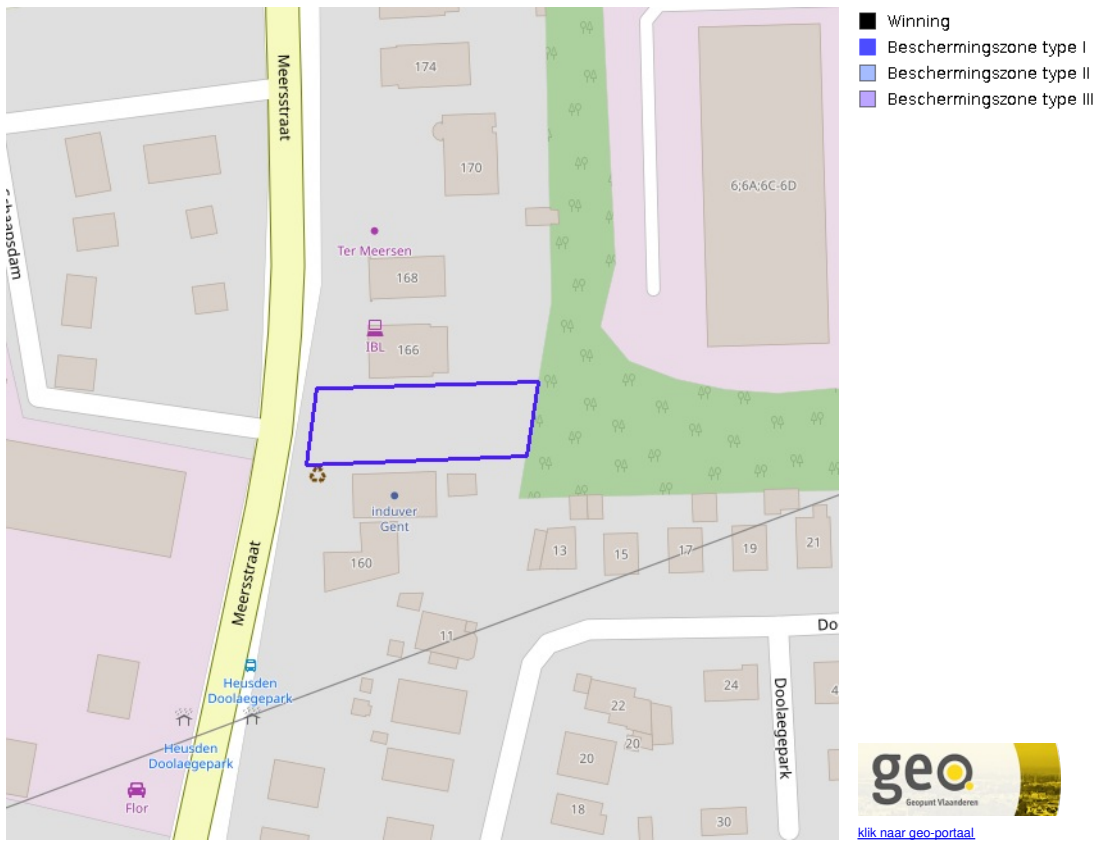 Winning
Beschermingszone type I
Beschermingszone type II
Beschermingszone type III
Meersstraat
174
170
6;6A;6C-6D
Schaapsdam
Ter Meersen
168
IBL
166
induver
Gent
160
13
15
17
19
21
Meersstraat
11
Do
Heusden
Doolaegepark
Heusden
Doolaegepark
Flor
24
4
22
20
20
18
30
Doolaegepark
geo
Geopunt Vlaanderen
klik naar geo-portaal